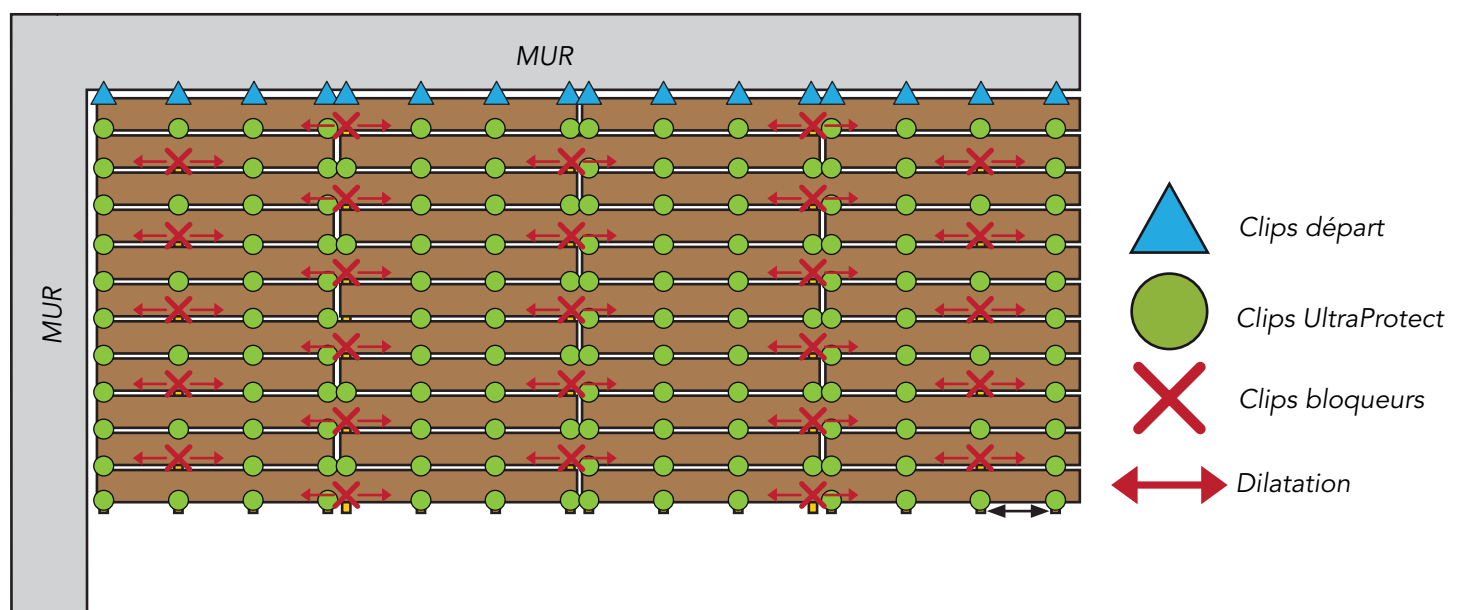 MUR
MUR
Clips départ
Clips UltraProtect
Clips bloqueurs
Dilatation